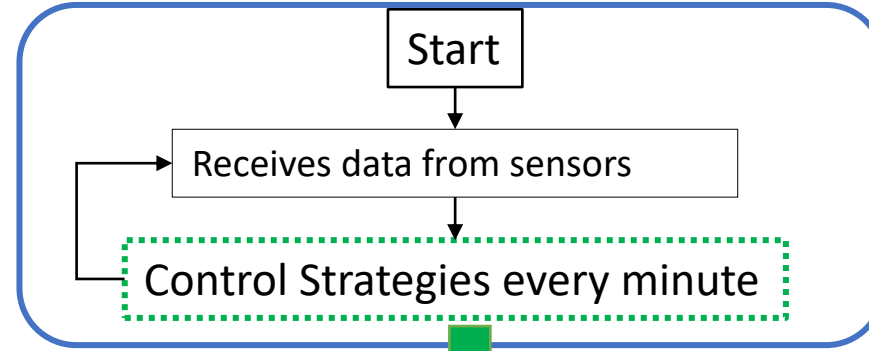 Start
Receives data from sensors
Control Strategies every minute